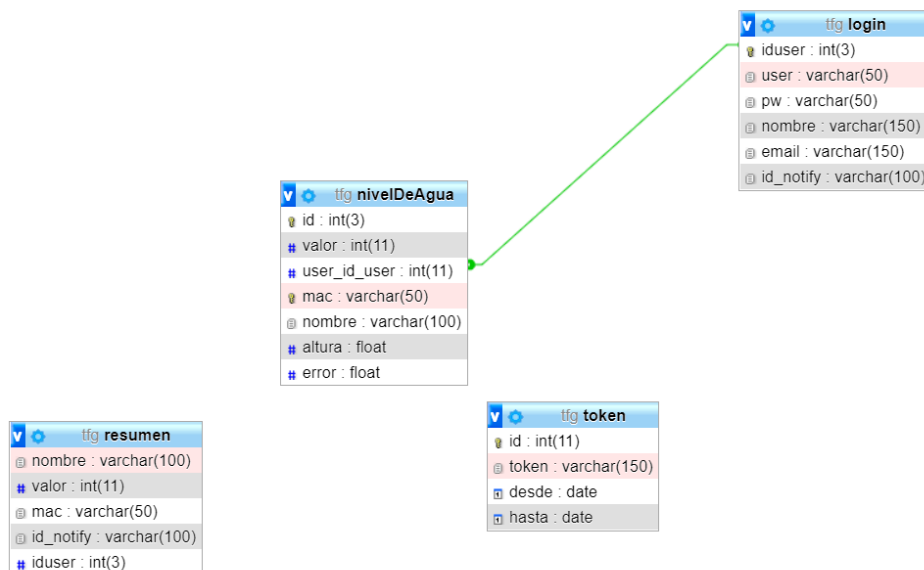 tfg login
iduser : int(3)
user : varchar(50)
pw : varchar(50)
nombre : varchar(150)
email : varchar(150)
id_notify : varchar(100)
tfg nivelDeAgua
id : int(3)
valor : int(11)
user_id_user : int(11)
mac : varchar(50)
nombre : varchar(100)
altura : float
error : float
tfg token
id : int(11)
token : varchar(150)
desde : date
hasta : date
tfg resumen
nombre : varchar(100)
valor : int(11)
mac : varchar(50)
id_notify : varchar(100)
iduser : int(3)